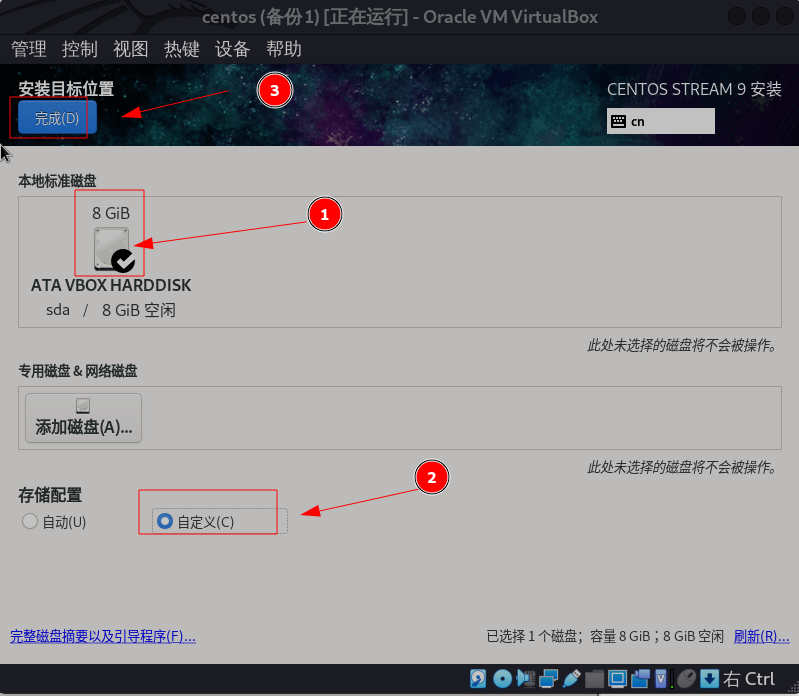 centos (备份 1) [正在运行] - Oracle VM VirtualBox
管理 控制 视图 热键 设备 帮助
安装目标位置
CENTOS STREAM 9 安装
完成(D)
3
cn
本地标准磁盘
8 GiB
1
ATA VBOX HARDDISK
sda / 8 GiB 空闲
此处未选择的磁盘将不会被操作。
专用磁盘 & 网络磁盘
添加磁盘(A)...
此处未选择的磁盘将不会被操作。
2
存储配置
自动(U) 自定义(C)
完整磁盘摘要以及引导程序(F)... 已选择 1 个磁盘；容量 8 GiB；8 GiB 空闲 刷新(R)...
右 Ctrl